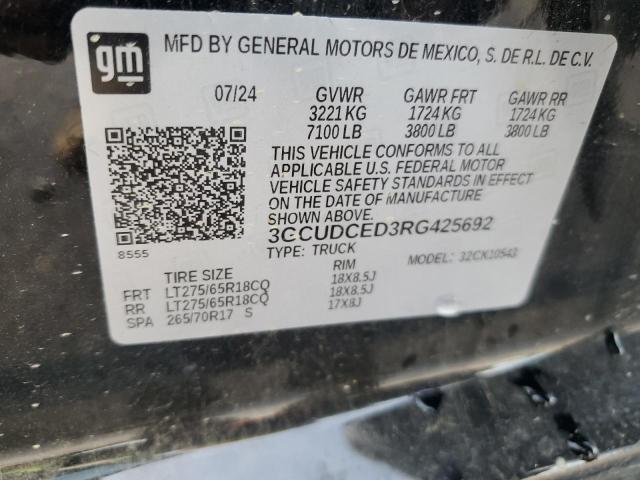 gm
MFD BY GENERAL MOTORS DE MEXICO, S. DE R.L. DE C.V.
07/24 GVWR GAWR FRT GAWR RR
3221 KG 1724 KG 1724 KG
7100 LB 3800 LB 3800 LB
THIS VEHICLE CONFORMS TO ALL
APPLICABLE U.S. FEDERAL MOTOR
VEHICLE SAFETY STANDARDS IN EFFECT
ON THE DATE OF MANUFACTURE
SHOWN ABOVE.
3CCUDCED3RG425692
8555 TYPE: TRUCK MODEL: 32CK10543
TIRE SIZE RIM
FRT LT275/65R18CQ 18X8.5J
RR LT275/65R18CQ 18X8.5J
SPA 265/70R17 S 17X8J